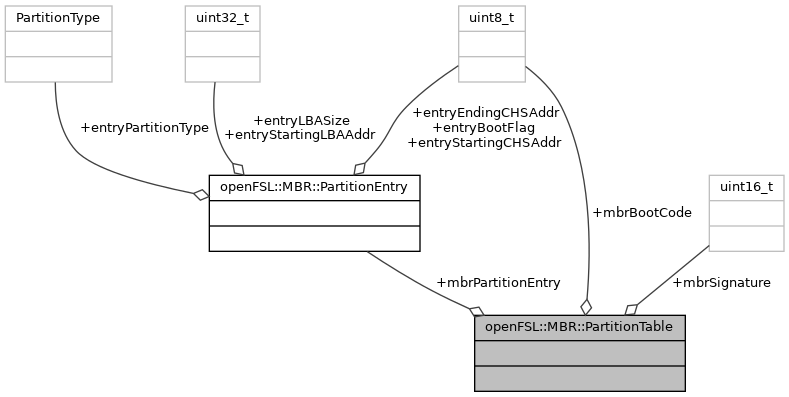 PartitionType
uint32_t
uint8_t
+entryPartitionType
+entryLBASize
+entryStartingLBAAddr
+entryEndingCHSAddr
+entryBootFlag
+entryStartingCHSAddr
openFSL::MBR::PartitionEntry
uint16_t
+mbrBootCode
+mbrPartitionEntry
+mbrSignature
openFSL::MBR::PartitionTable